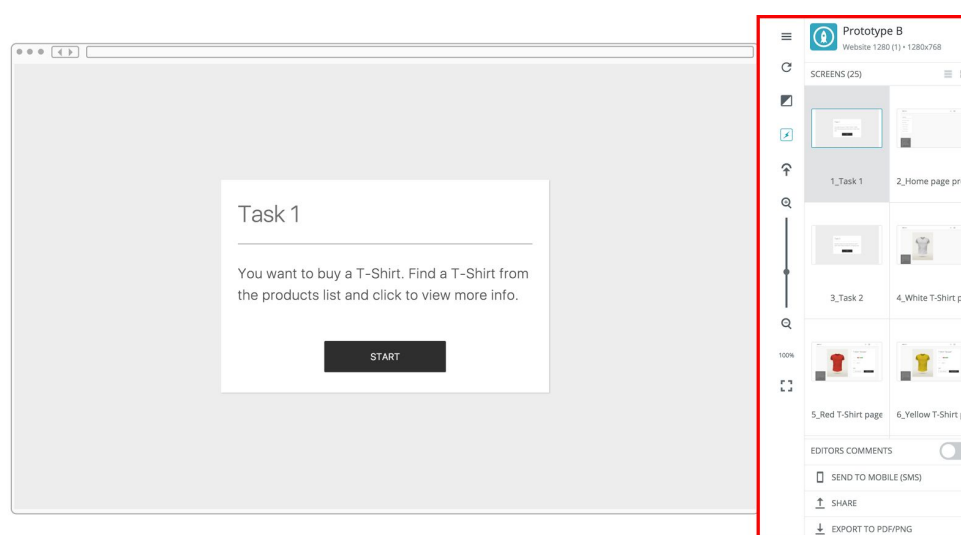 Task 1
You want to buy a T-Shirt. Find a T-Shirt from
the products list and click to view more info.
START
100%
Prototype B
Website 1280 (1) • 1280x768
SCREENS (25)
1_Task 1
2_Home page pr
3_Task 2
4_White T-Shirt p
5_Red T-Shirt page
6_Yellow T-Shirt
EDITORS COMMENTS
SEND TO MOBILE (SMS)
SHARE
EXPORT TO PDF/PNG